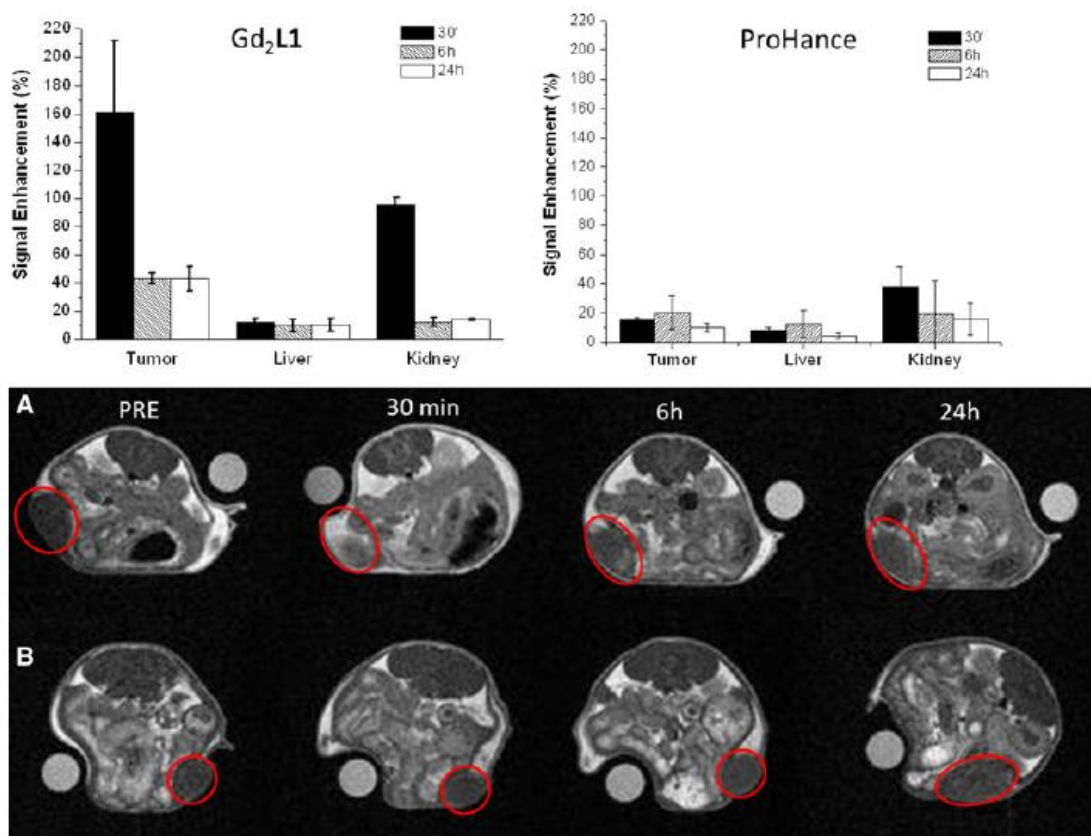 Gd₂L1
30'
6h
24h
Signal Enhancement (%)
220
200
180
160
140
120
100
80
60
40
20
0
Tumor
Liver
Kidney
ProHance
30'
6h
24h
Signal Enhancement (%)
220
200
180
160
140
120
100
80
60
40
20
0
Tumor
Liver
Kidney
A
PRE
30 min
6h
24h
B